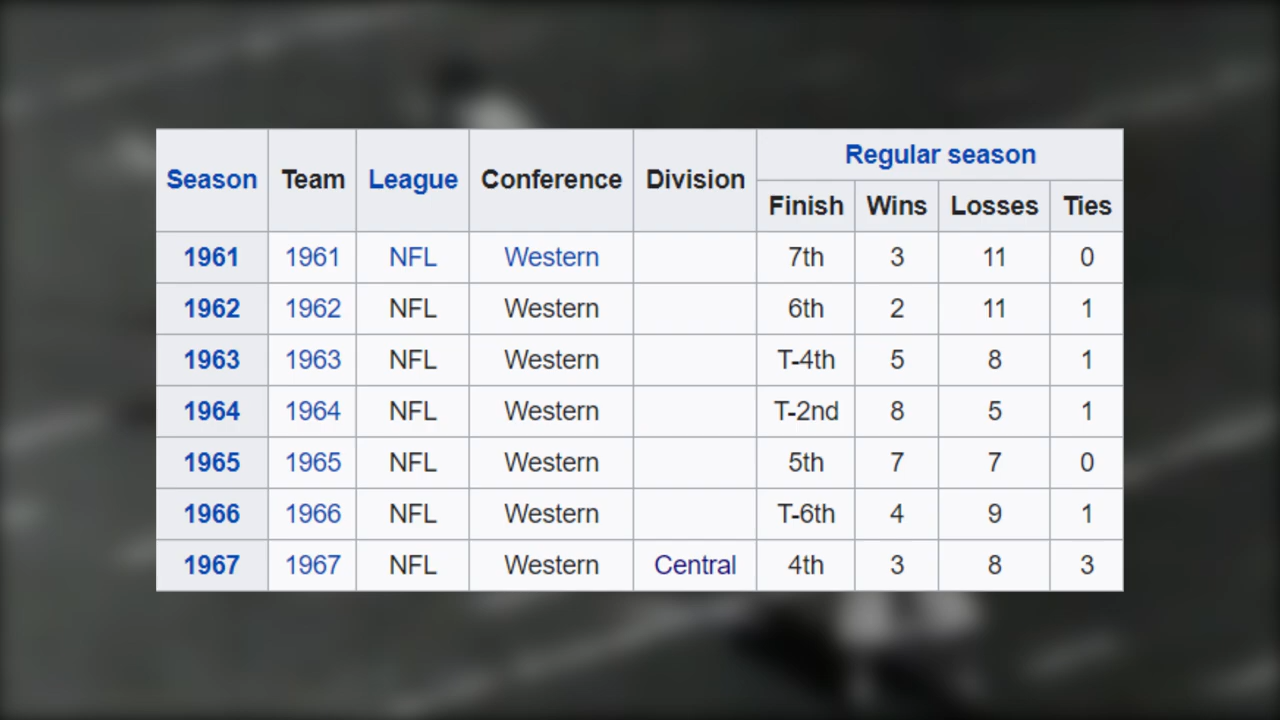 Season Team League Conference Division Regular season
Finish Wins Losses Ties
1961 1961 NFL Western 7th 3 11 0
1962 1962 NFL Western 6th 2 11 1
1963 1963 NFL Western T-4th 5 8 1
1964 1964 NFL Western T-2nd 8 5 1
1965 1965 NFL Western 5th 7 7 0
1966 1966 NFL Western T-6th 4 9 1
1967 1967 NFL Western Central 4th 3 8 3